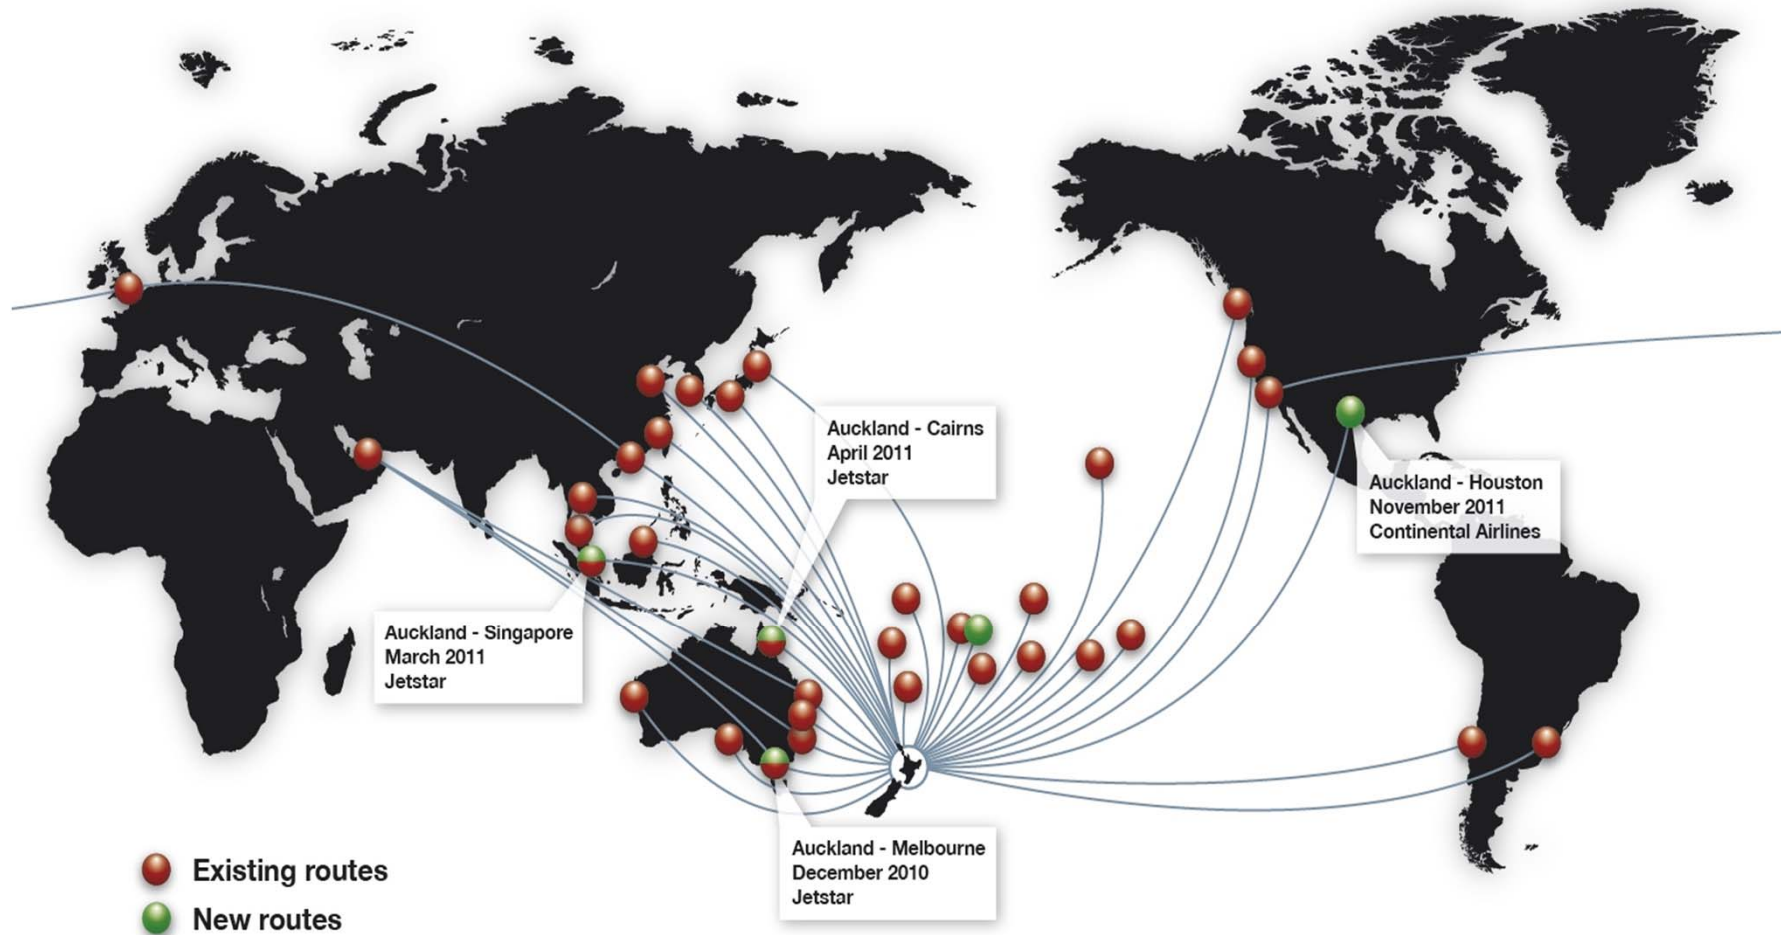 Auckland - Cairns
April 2011
Jetstar
Auckland - Houston
November 2011
Continental Airlines
Auckland - Singapore
March 2011
Jetstar
Auckland - Melbourne
December 2010
Jetstar
Existing routes
New routes